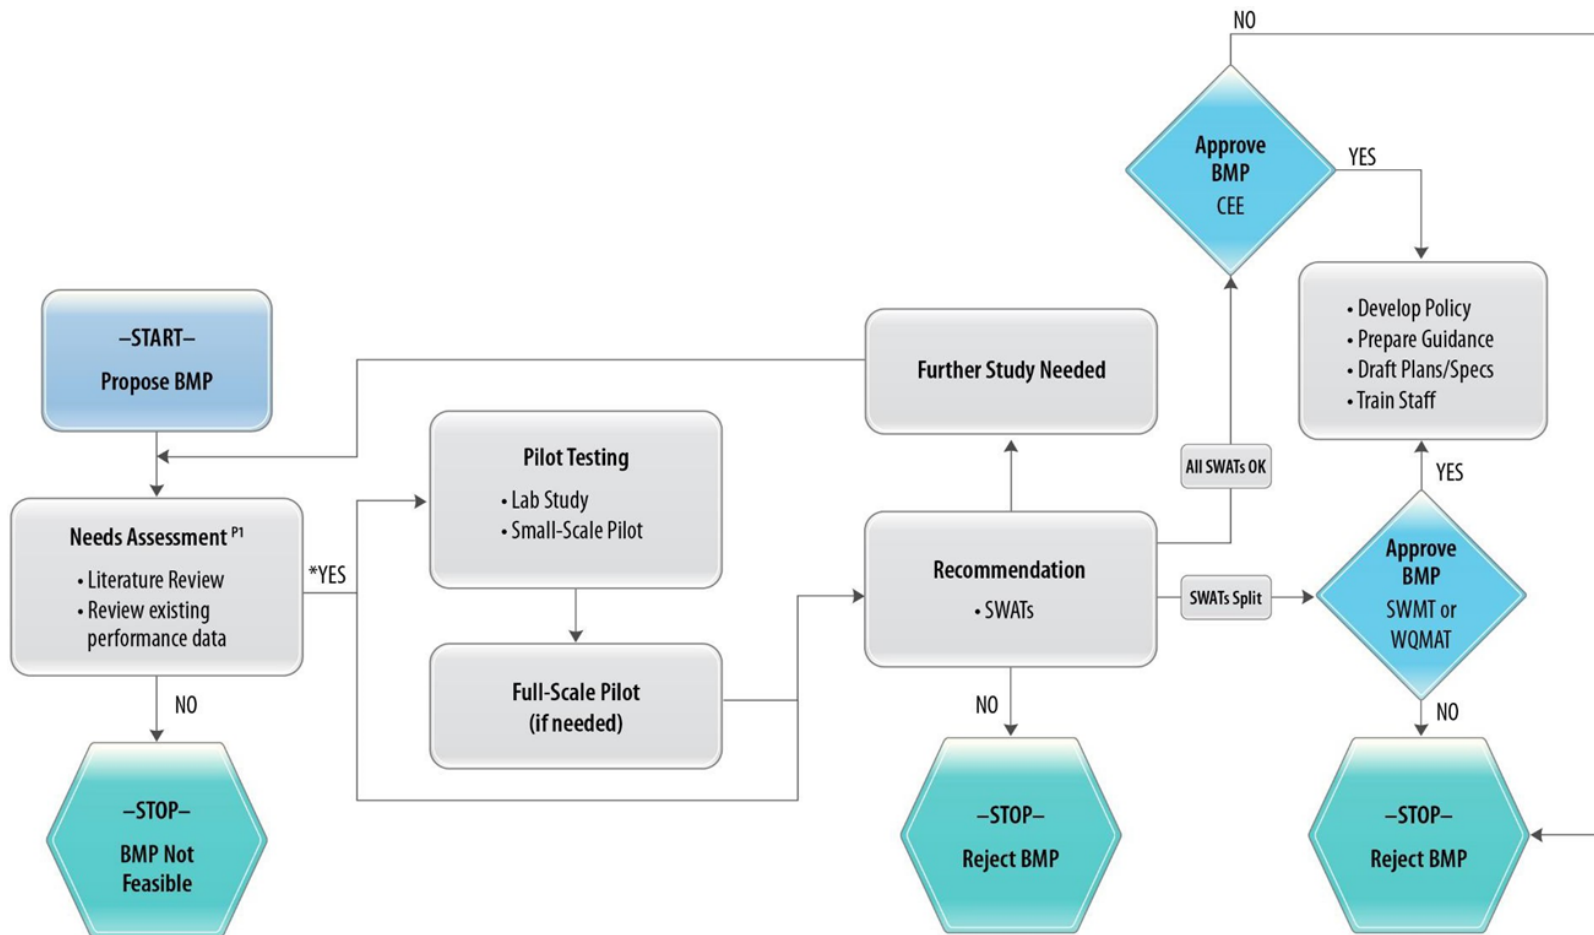 –START–
Propose BMP
Needs Assessment P1
• Literature Review
• Review existing
performance data
*YES
NO
–STOP–
BMP Not
Feasible
Pilot Testing
• Lab Study
• Small-Scale Pilot
Full-Scale Pilot
(if needed)
Further Study Needed
Recommendation
• SWATs
NO
–STOP–
Reject BMP
All SWATs OK
SWATs Split
NO
Approve
BMP
CEE
YES
• Develop Policy
• Prepare Guidance
• Draft Plans/Specs
• Train Staff
YES
Approve
BMP
SWMT or
WQMAT
NO
–STOP–
Reject BMP